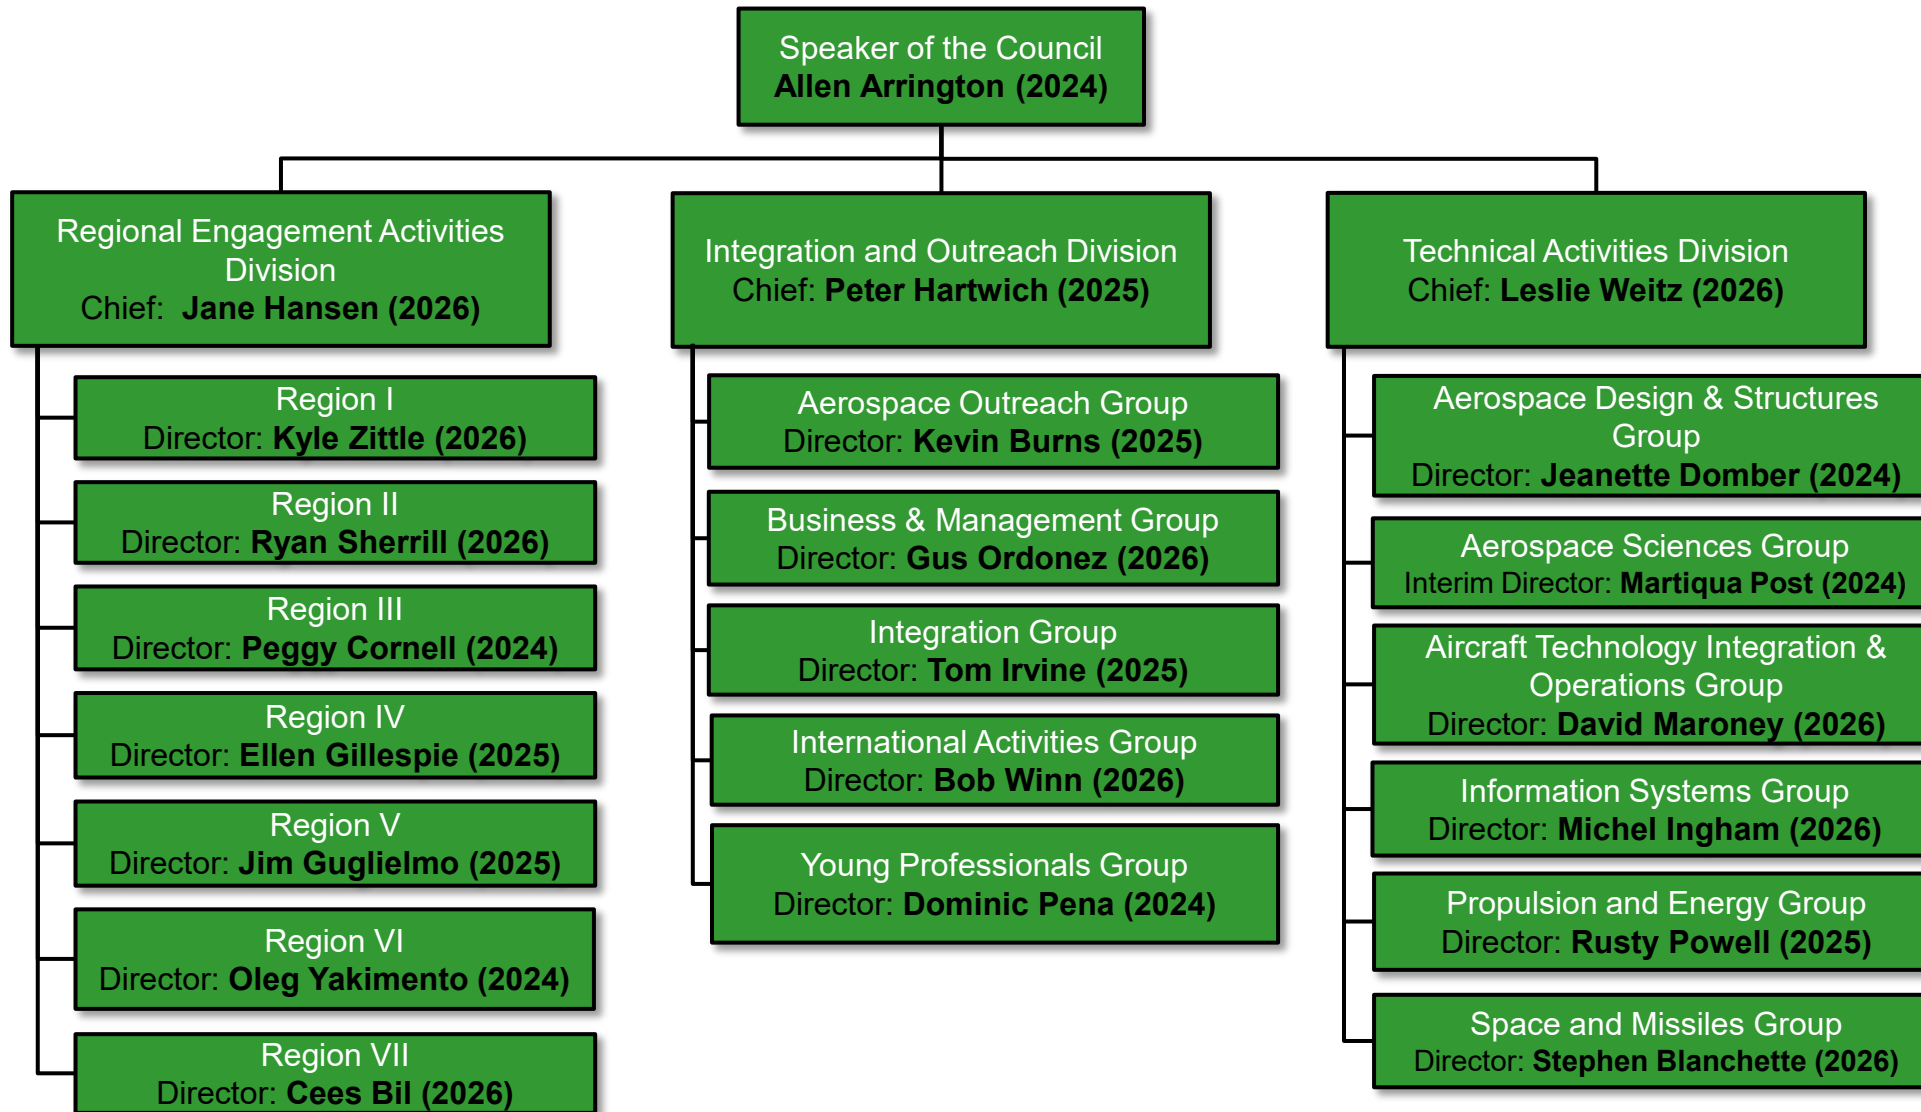 Speaker of the Council
Allen Arrington (2024)
Regional Engagement Activities
Division
Chief:  Jane Hansen (2026)
Region I
Director: Kyle Zittle (2026)
Region II
Director: Ryan Sherrill (2026)
Region III
Director: Peggy Cornell (2024)
Region IV
Director: Ellen Gillespie (2025)
Region V
Director: Jim Guglielmo (2025)
Region VI
Director: Oleg Yakimento (2024)
Region VII
Director: Cees Bil (2026)
Integration and Outreach Division
Chief: Peter Hartwich (2025)
Aerospace Outreach Group
Director: Kevin Burns (2025)
Business & Management Group
Director: Gus Ordonez (2026)
Integration Group
Director: Tom Irvine (2025)
International Activities Group
Director: Bob Winn (2026)
Young Professionals Group
Director: Dominic Pena (2024)
Technical Activities Division
Chief: Leslie Weitz (2026)
Aerospace Design & Structures
Group
Director: Jeanette Domber (2024)
Aerospace Sciences Group
Interim Director: Martiqua Post (2024)
Aircraft Technology Integration &
Operations Group
Director: David Maroney (2026)
Information Systems Group
Director: Michel Ingham (2026)
Propulsion and Energy Group
Director: Rusty Powell (2025)
Space and Missiles Group
Director: Stephen Blanchette (2026)